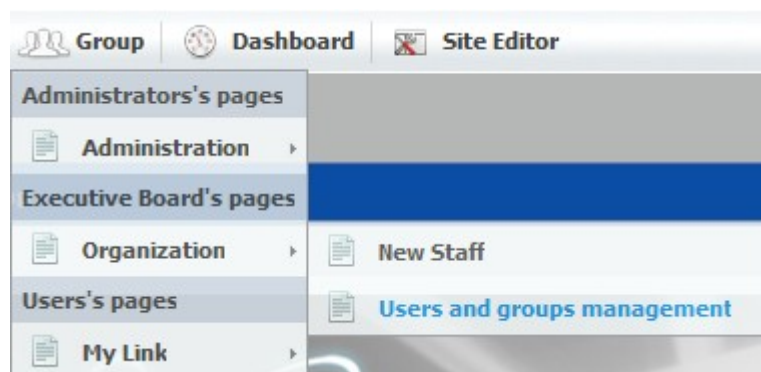 Group Dashboard Site Editor
Administrators's pages
Administration
Executive Board's pages
Organization
New Staff
Users's pages
Users and groups management
My Link